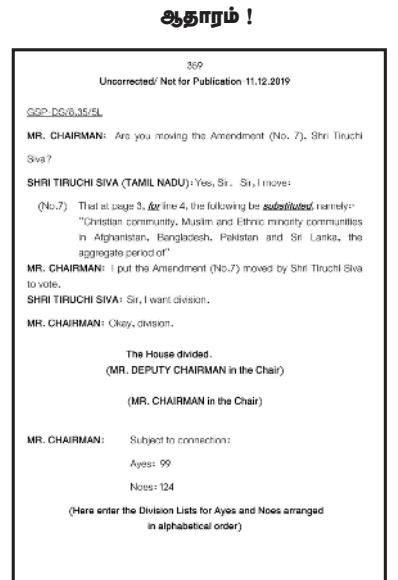 ஆதாரம் !
359
Uncorrected/ Not for Publication-11.12.2019
GSP-DS/8.35/5L
MR. CHAIRMAN: Are you moving the Amendment (No. 7), Shri Tiruchi
Siva?
SHRI TIRUCHI SIVA (TAMIL NADU): Yes, Sir. Sir, I move:
(No.7) That at page 3, for line 4, the following be substituted, namely:-
"Christian community, Muslim and Ethnic minority communities
in Afghanistan, Bangladesh, Pakistan and Sri Lanka, the
aggregate period of"
MR. CHAIRMAN: I put the Amendment (No.7) moved by Shri Tiruchi Siva
to vote.
SHRI TIRUCHI SIVA: Sir, I want division.
MR. CHAIRMAN: Okay, division.
The House divided.
(MR. DEPUTY CHAIRMAN in the Chair)
(MR. CHAIRMAN in the Chair)
MR. CHAIRMAN: Subject to connection:
Ayes: 99
Noes: 124
(Here enter the Division Lists for Ayes and Noes arranged
in alphabetical order)